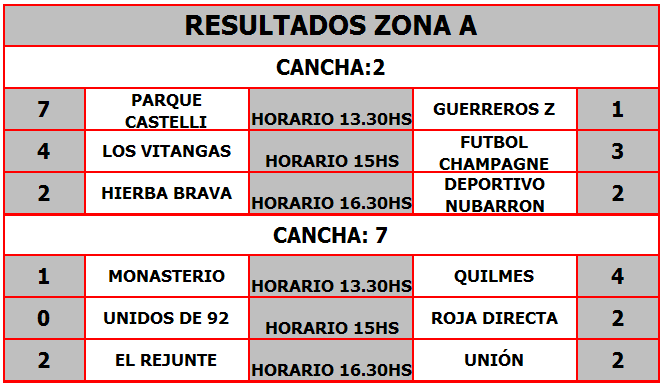 RESULTADOS ZONA A
CANCHA:2
7 PARQUE CASTELLI HORARIO 13.30HS GUERREROS Z 1
4 LOS VITANGAS HORARIO 15HS FUTBOL CHAMPAGNE 3
2 HIERBA BRAVA HORARIO 16.30HS DEPORTIVO NUBARRON 2
CANCHA: 7
1 MONASTERIO HORARIO 13.30HS QUILMES 4
0 UNIDOS DE 92 HORARIO 15HS ROJA DIRECTA 2
2 EL REJUNTE HORARIO 16.30HS UNIÓN 2